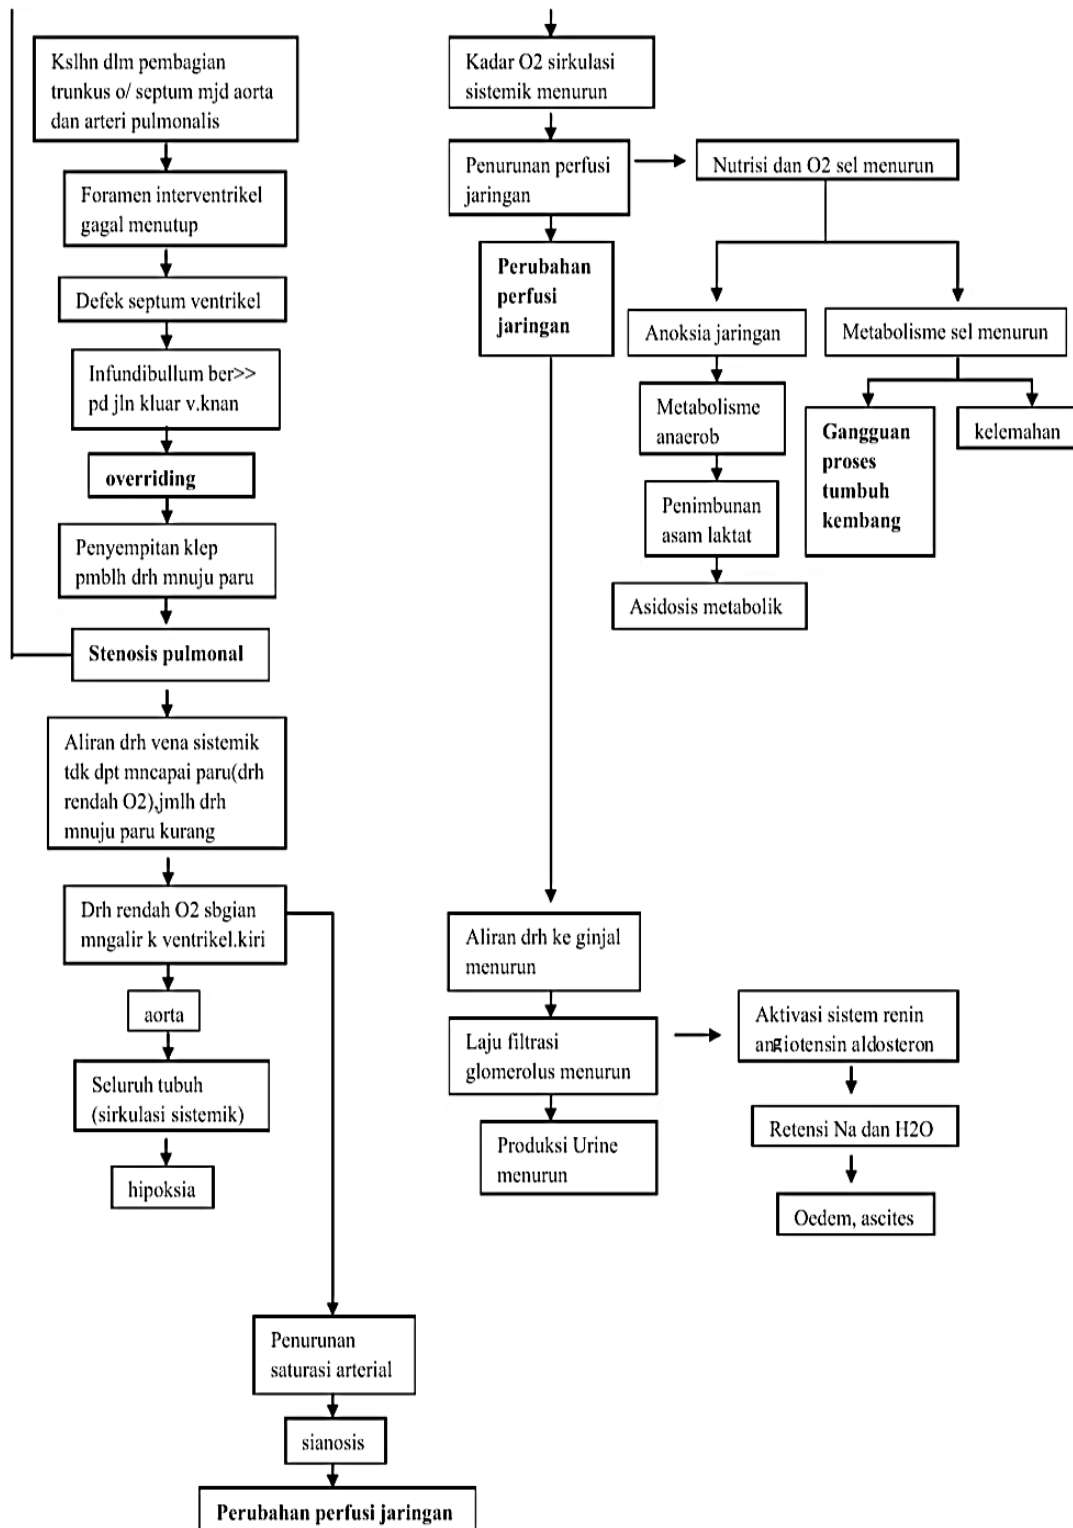 Kslhn dlm pembagian
trunkus o/ septum mjd aorta
dan arteri pulmonalis
Foramen interventrikel
gagal menutup
Defek septum ventrikel
Infundibullum ber>>
pd jln kluar v.knan
overriding
Penyempitan klep
pmblh drh mnuju paru
Stenosis pulmonal
Aliran drh vena sistemik
tdk dpt mncapai paru(drh
rendah O2),jmlh drh
mnuju paru kurang
Drh rendah O2 sbgian
mngalir k ventrikel.kiri
aorta
Seluruh tubuh
(sirkulasi sistemik)
hipoksia
Penurunan
saturasi arterial
sianosis
Perubahan perfusi jaringan
Kadar O2 sirkulasi
sistemik menurun
Penurunan perfusi
jaringan
Perubahan
perfusi
jaringan
Nutrisi dan O2 sel menurun
Anoksia jaringan
Metabolisme
anaerob
Penimbunan
asam laktat
Asidosis metabolik
Metabolisme sel menurun
Gangguan
proses
tumbuh
kembang
kelemahan
Aliran drh ke ginjal
menurun
Laju filtrasi
glomerolus menurun
Produksi Urine
menurun
Aktivasi sistem renin
angiotensin aldosteron
Retensi Na dan H2O
Oedem, ascites